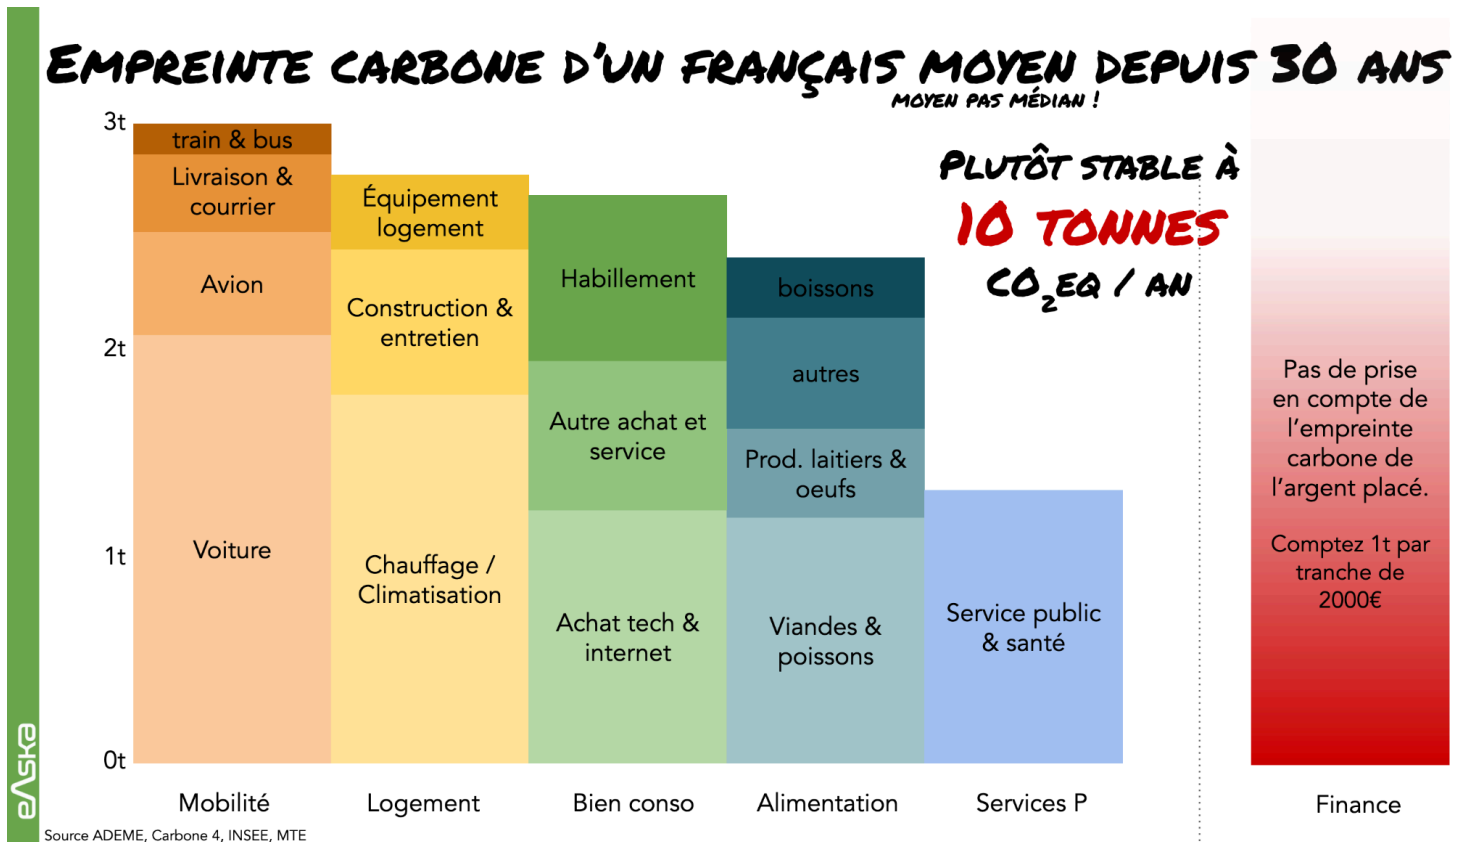 EMPREINTE CARBONE D'UN FRANÇAIS MOYEN DEPUIS 30 ANS
MOYEN PAS MÉDIAN !
PLUTÔT STABLE À
10 TONNES
CO2EQ / AN
3t
2t
1t
0t
train & bus
Livraison &
courrier
Avion
Voiture
Équipement
logement
Construction &
entretien
Chauffage /
Climatisation
Habillement
Autre achat et
service
Achat tech &
internet
boissons
autres
Prod. laitiers &
oeufs
Viandes &
poissons
Service public
& santé
Pas de prise
en compte de
l'empreinte
carbone de
l'argent placé.
Comptez 1t par
tranche de
2000€
Mobilité
Logement
Bien conso
Alimentation
Services P
Finance
eAska
Source ADEME, Carbone 4, INSEE, MTE